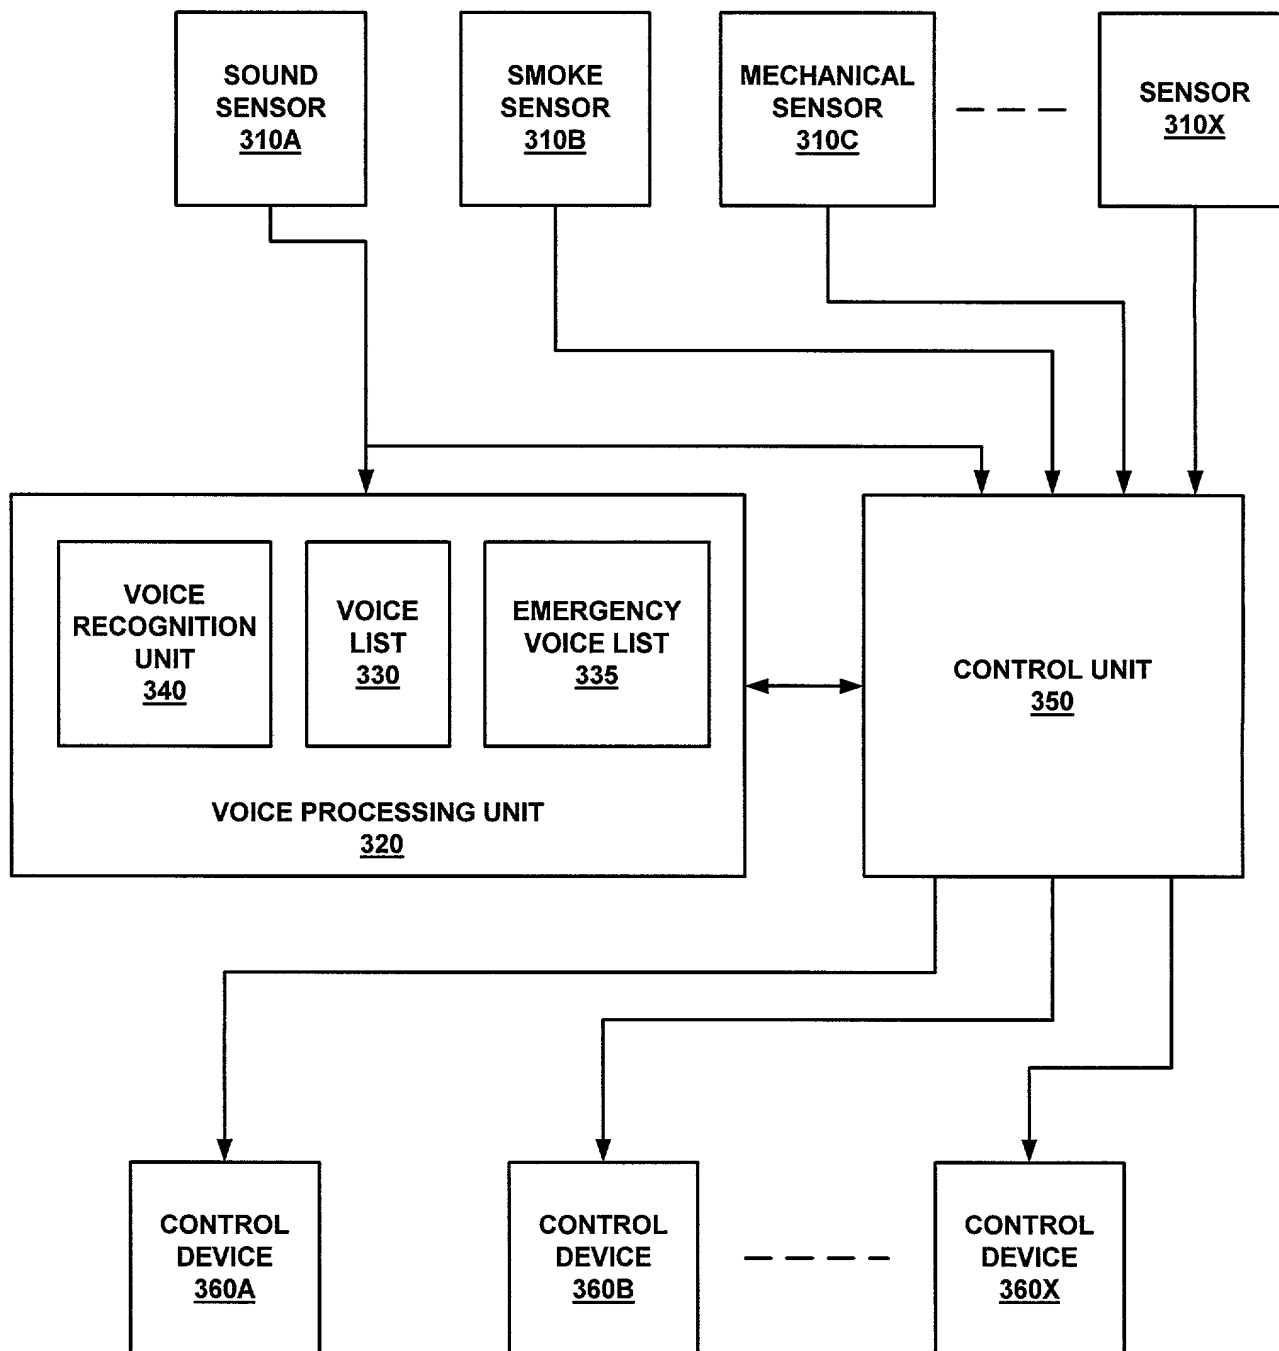 SOUND
SENSOR
310A
SMOKE
SENSOR
310B
MECHANICAL
SENSOR
310C
SENSOR
310X
VOICE
RECOGNITION
UNIT
340
VOICE
LIST
330
EMERGENCY
VOICE LIST
335
VOICE PROCESSING UNIT
320
CONTROL UNIT
350
CONTROL
DEVICE
360A
CONTROL
DEVICE
360B
CONTROL
DEVICE
360X